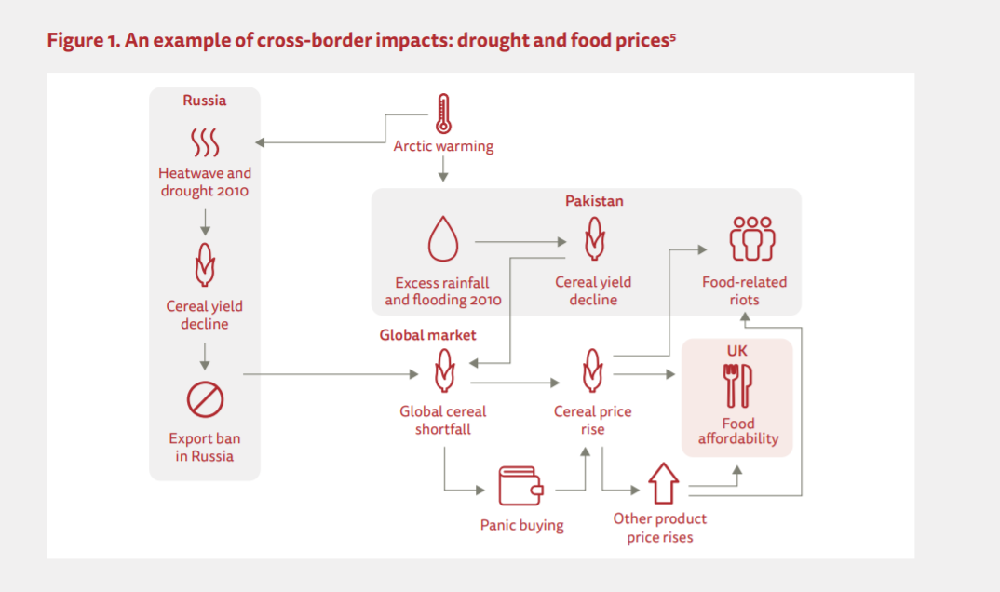 Figure 1. An example of cross-border impacts: drought and food prices⁵
Russia
Heatwave and
drought 2010
Cereal yield
decline
Export ban
in Russia
Arctic warming
Pakistan
Excess rainfall
and flooding 2010
Cereal yield
decline
Food-related
riots
Global market
Global cereal
shortfall
Cereal price
rise
UK
Food
affordability
Panic buying
Other product
price rises